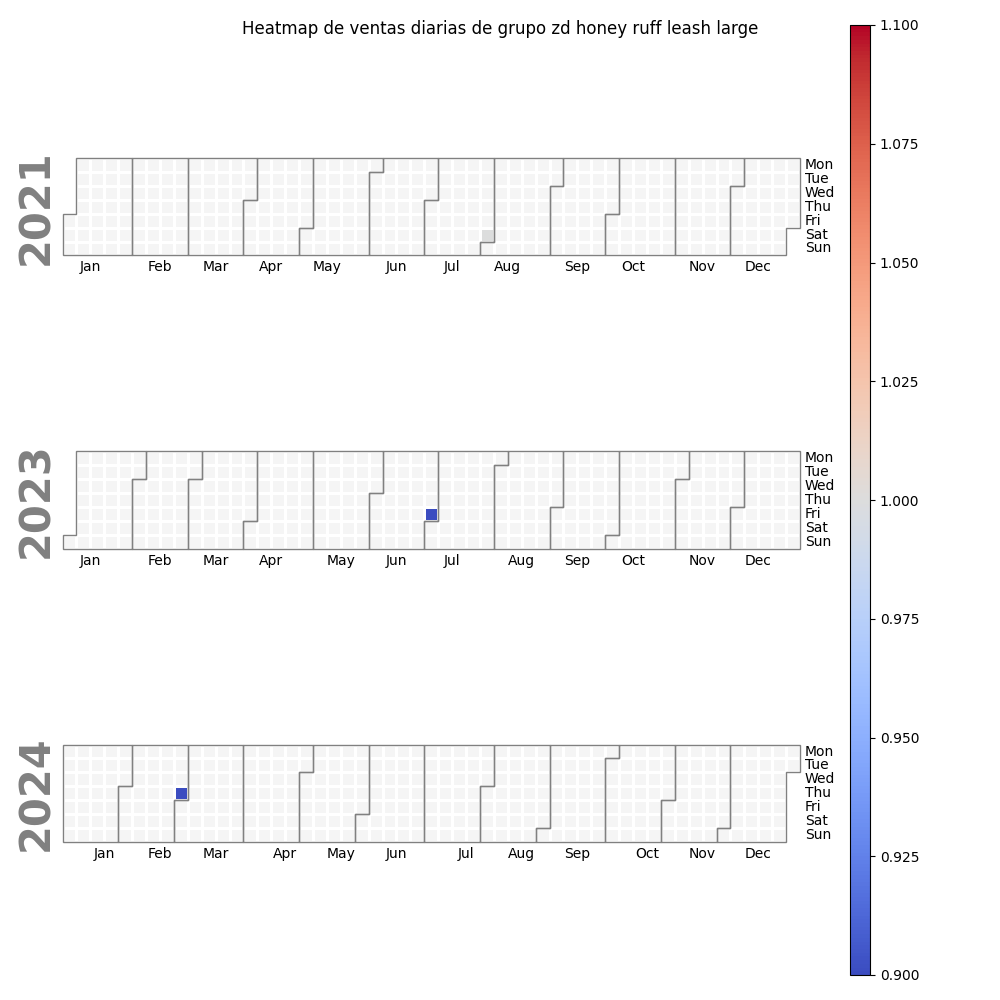 Heatmap de ventas diarias de grupo zd honey ruff leash large
2021
Mon
Tue
Wed
Thu
Fri
Sat
Sun
Jan Feb Mar Apr May Jun Jul Aug Sep Oct Nov Dec
2023
Mon
Tue
Wed
Thu
Fri
Sat
Sun
Jan Feb Mar Apr May Jun Jul Aug Sep Oct Nov Dec
2024
Mon
Tue
Wed
Thu
Fri
Sat
Sun
Jan Feb Mar Apr May Jun Jul Aug Sep Oct Nov Dec
1.100
1.075
1.050
1.025
1.000
0.975
0.950
0.925
0.900